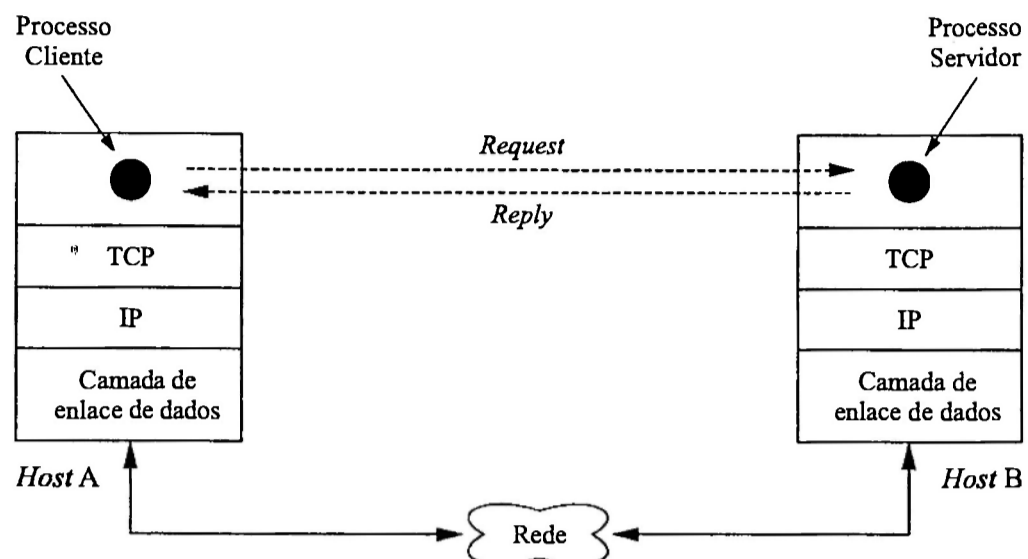 Processo
Cliente
Processo
Servidor
Request
Reply
TCP
IP
Camada de
enlace de dados
TCP
IP
Camada de
enlace de dados
Host A
Host B
Rede